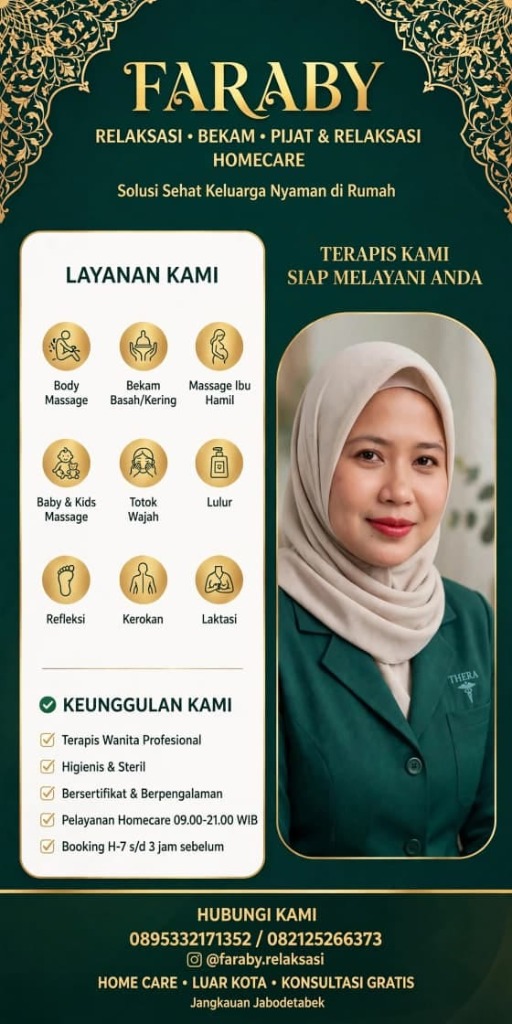 FARABY
RELAKSASI • BEKAM • PIJAT & RELAKSASI
HOMECARE
Solusi Sehat Keluarga Nyaman di Rumah
LAYANAN KAMI
Body
Massage
Bekam
Basah/Kering
Massage Ibu
Hamil
Baby & Kids
Massage
Totok
Wajah
Lulur
Refleksi
Kerokan
Laktasi
KEUNGGULAN KAMI
Terapis Wanita Profesional
Higienis & Steril
Bersertifikat & Berpengalaman
Pelayanan Homecare 09.00-21.00 WIB
Booking H-7 s/d 3 jam sebelum
TERAPIS KAMI
SIAP MELAYANI ANDA
THERA
HUBUNGI KAMI
0895332171352 / 082125266373
@faraby.relaksasi
HOME CARE • LUAR KOTA • KONSULTASI GRATIS
Jangkauan Jabodetabek